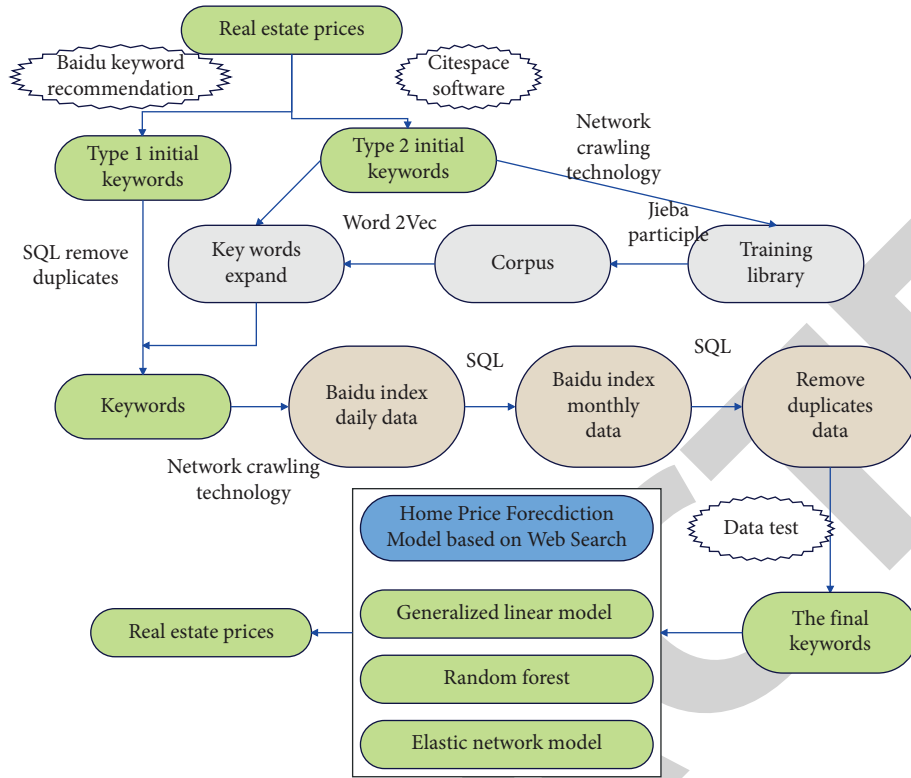 Real estate prices
Baidu keyword
recommendation
Citespace
software
Type 1 initial
keywords
Type 2 initial
keywords
Network
crawling
technology
SQL remove
duplicates
Key words
expand
Word 2Vec
Corpus
Jieba
participle
Training
library
Keywords
Network crawling
technology
Baidu index
daily data
SQL
Baidu index
monthly
data
SQL
Remove
duplicates
data
Home Price Forecdiction
Model based on Web Search
Data test
Generalized linear model
Random forest
Elastic network model
The final
keywords
Real estate prices